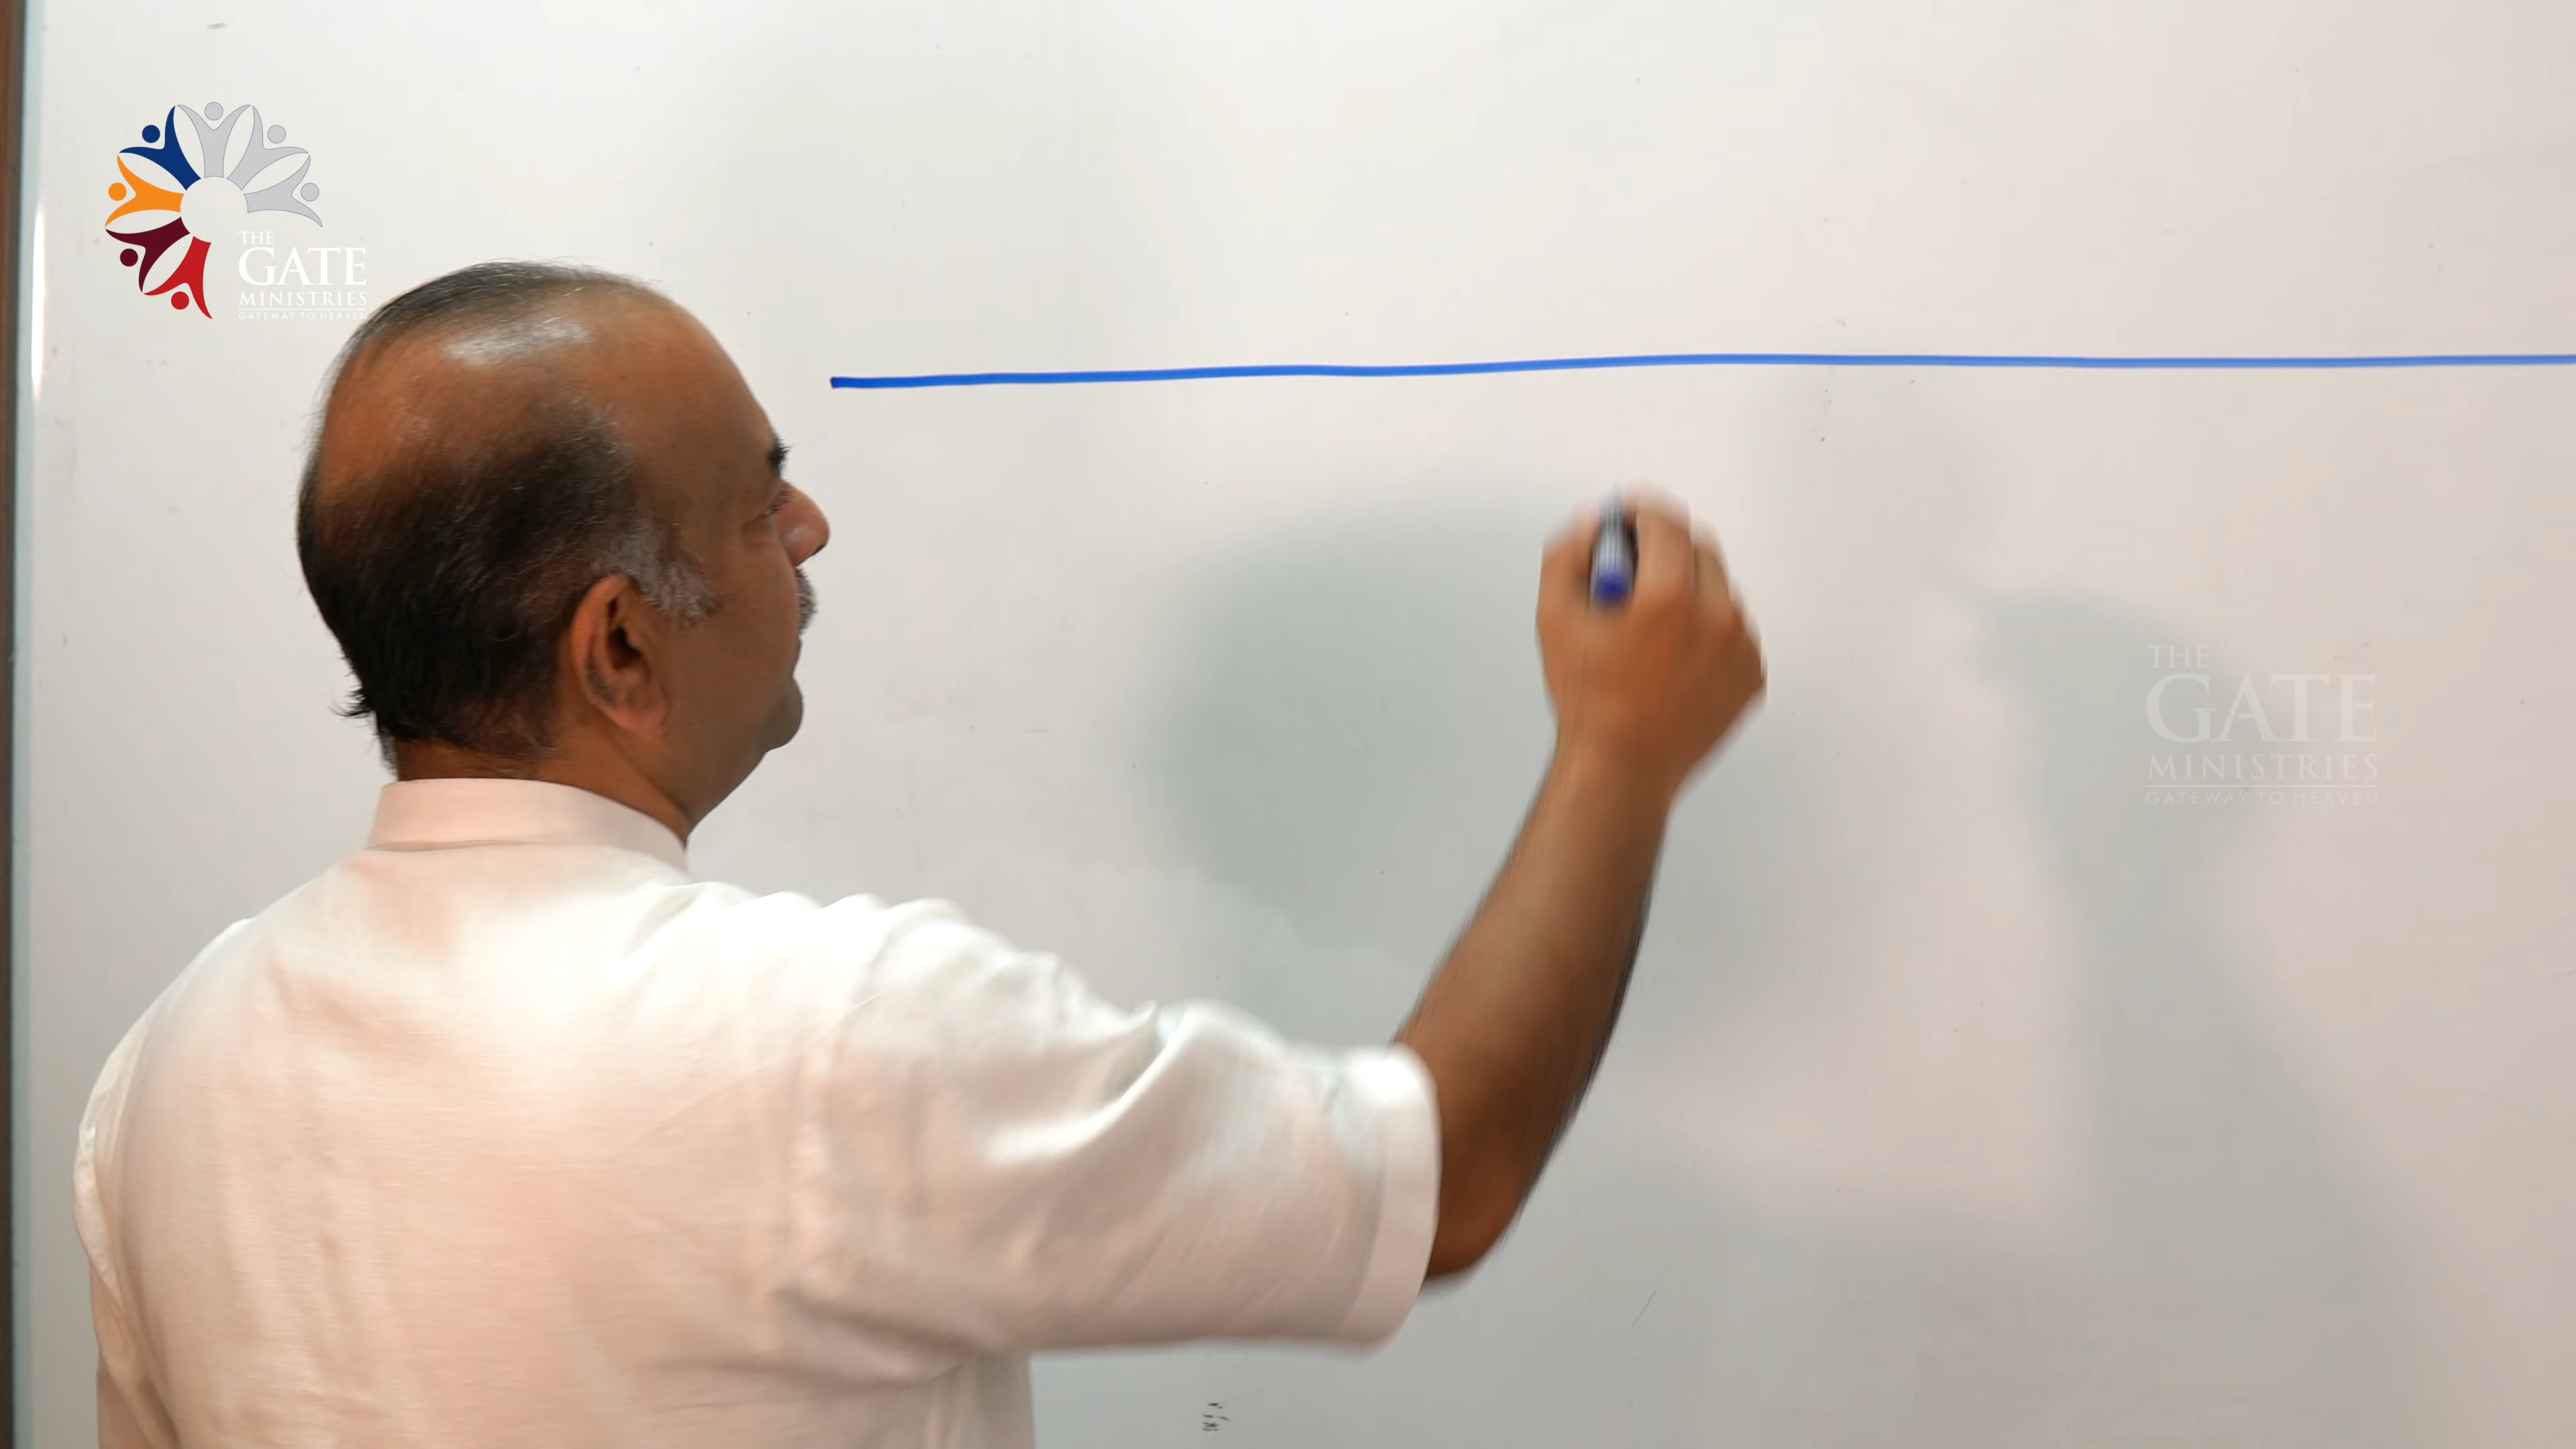 THE
GATE
MINISTRIES
GATEWAY TO HEAVEN
THE
GATE
MINISTRIES
GATEWAY TO HEAVEN